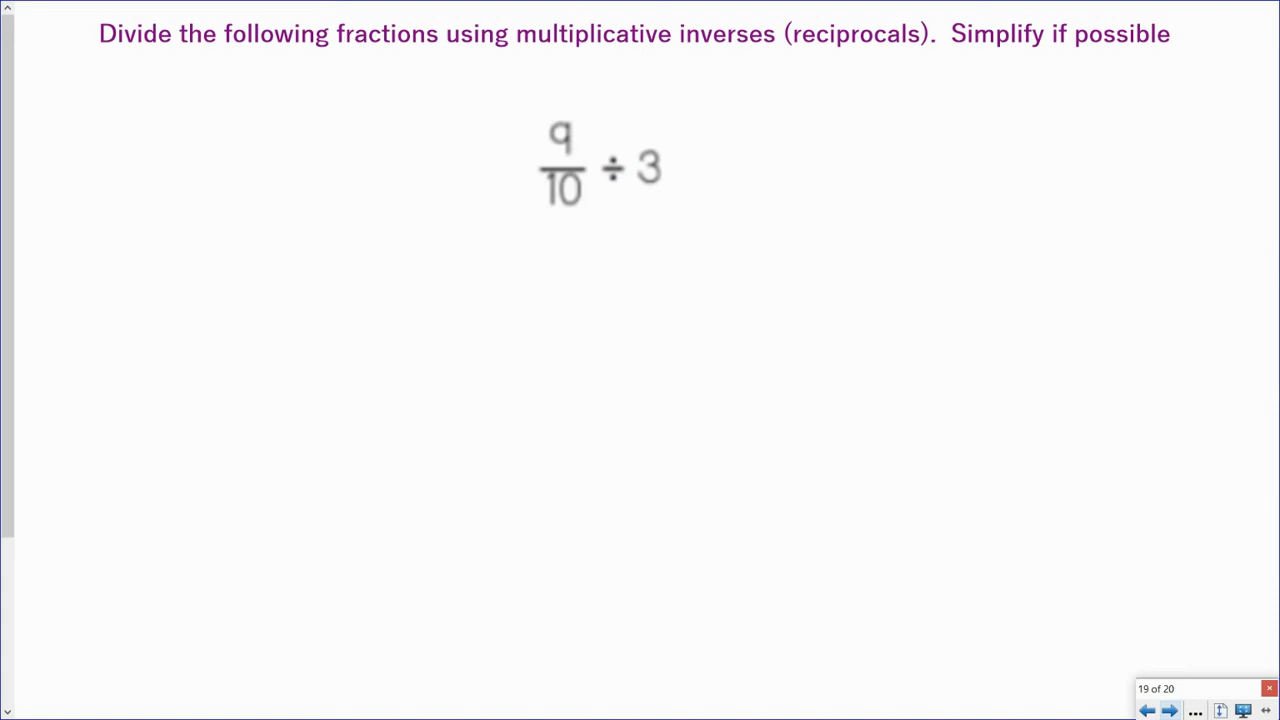 Divide the following fractions using multiplicative inverses (reciprocals). Simplify if possible
9
10 ÷ 3
19 of 20